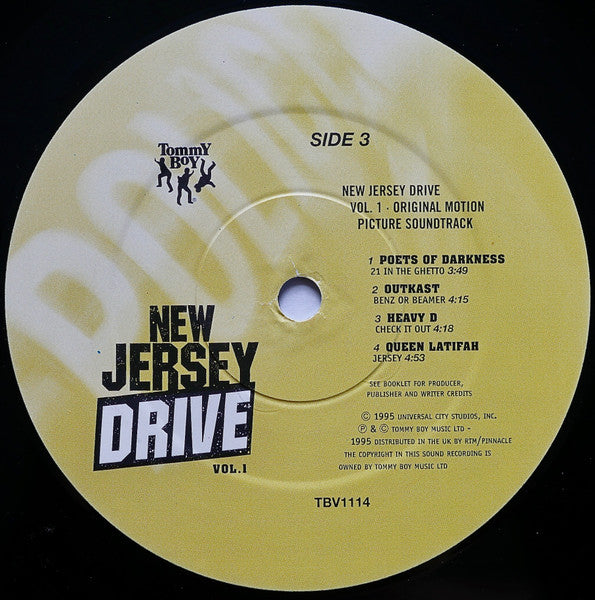 SIDE 3
Tommy
Boy
NEW JERSEY DRIVE
VOL. 1 · ORIGINAL MOTION
PICTURE SOUNDTRACK
1 POETS OF DARKNESS
21 IN THE GHETTO 3:49
2 OUTKAST
BENZ OR BEAMER 4:15
3 HEAVY D
CHECK IT OUT 4:18
4 QUEEN LATIFAH
JERSEY 4:53
SEE BOOKLET FOR PRODUCER,
PUBLISHER AND WRITER CREDITS
© 1995 UNIVERSAL CITY STUDIOS, INC.
℗ & © TOMMY BOY MUSIC LTD -
1995 DISTRIBUTED IN THE UK BY RTM/PINNACLE
THE COPYRIGHT IN THIS SOUND RECORDING IS
OWNED BY TOMMY BOY MUSIC LTD
TBV1114
NEW
JERSEY
DRIVE
VOL.1